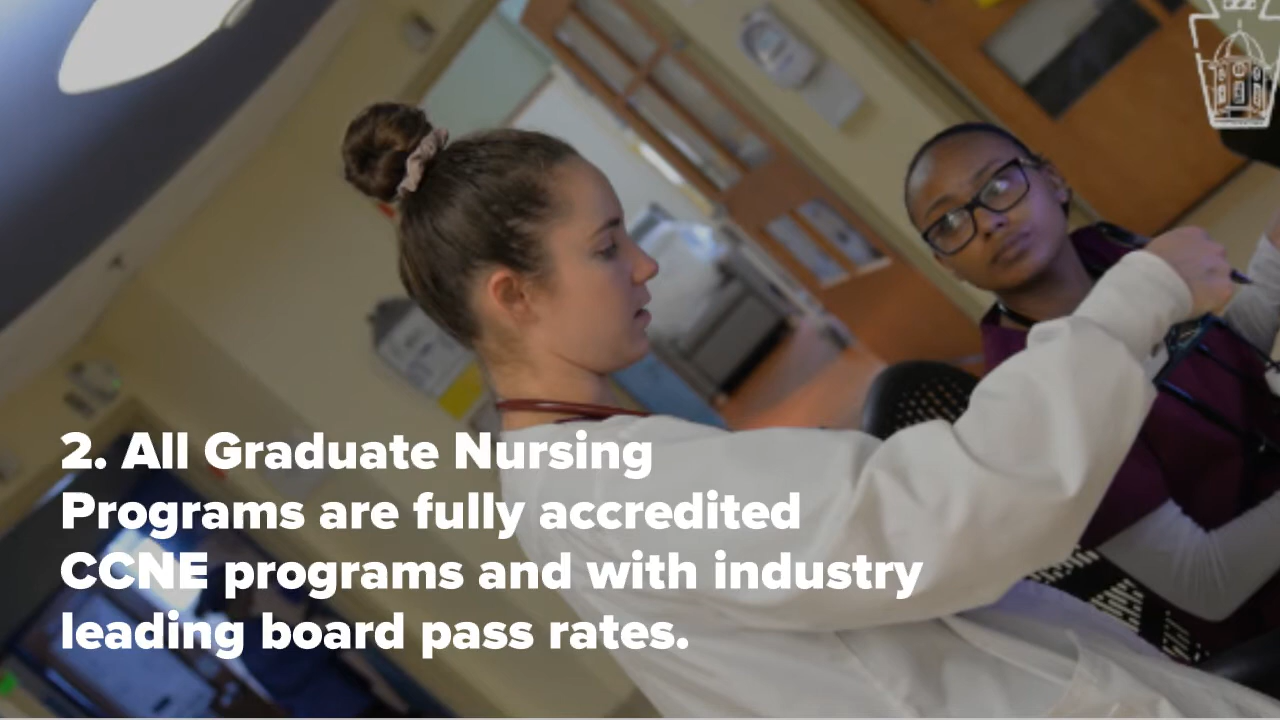 2. All Graduate Nursing
Programs are fully accredited
CCNE programs and with industry
leading board pass rates.